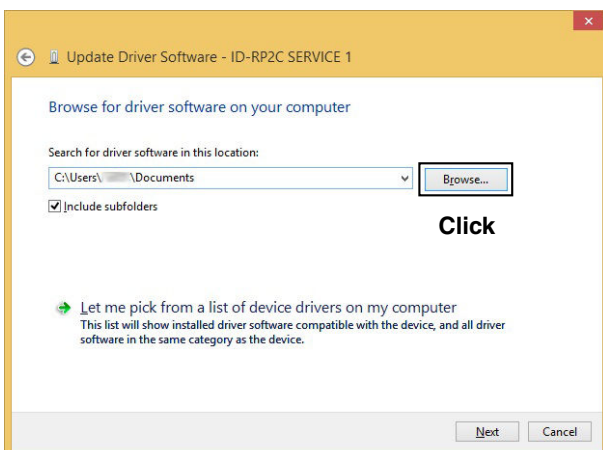 Update Driver Software - ID-RP2C SERVICE 1
Browse for driver software on your computer
Search for driver software in this location:
C:\Users\ \Documents
Browse...
Include subfolders
Click
Let me pick from a list of device drivers on my computer
This list will show installed driver software compatible with the device, and all driver
software in the same category as the device.
Next Cancel